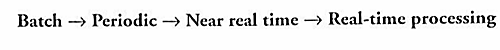 Batch → Periodic → Near real time → Real-time processing